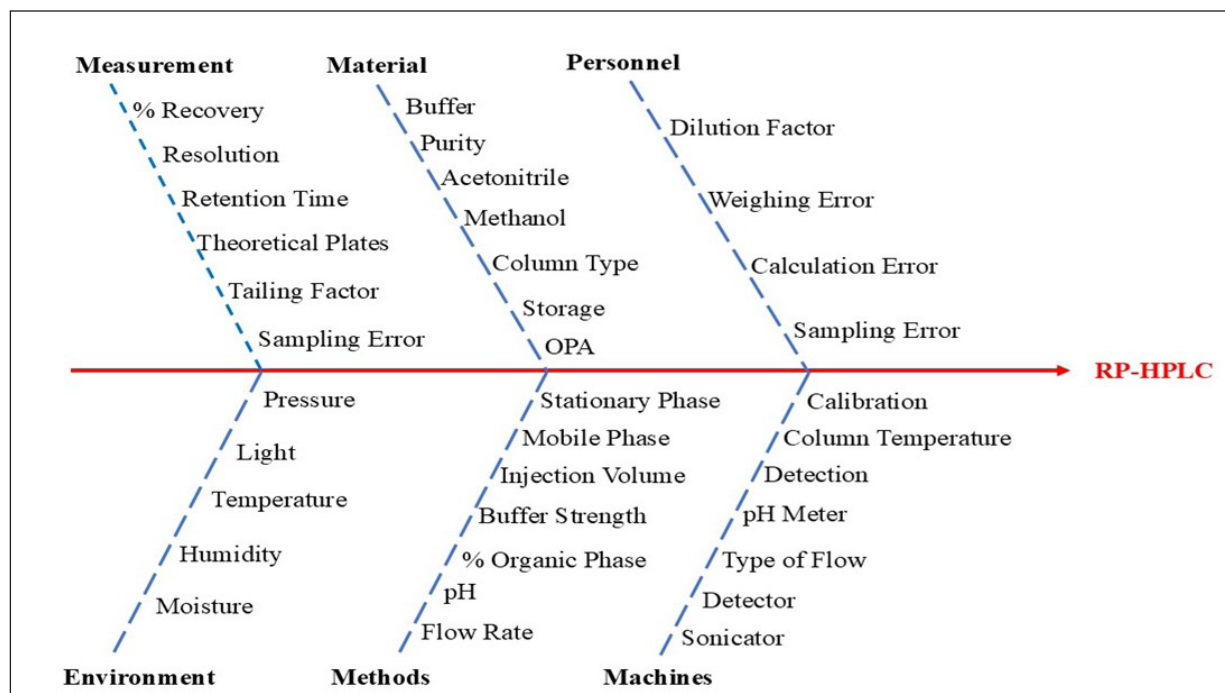 Measurement
% Recovery
Resolution
Retention Time
Theoretical Plates
Tailing Factor
Sampling Error
Material
Buffer
Purity
Acetonitrile
Methanol
Column Type
Storage
OPA
Personnel
Dilution Factor
Weighing Error
Calculation Error
Sampling Error
RP-HPLC
Pressure
Light
Temperature
Humidity
Moisture
Environment
Stationary Phase
Mobile Phase
Injection Volume
Buffer Strength
% Organic Phase
pH
Flow Rate
Methods
Calibration
Column Temperature
Detection
pH Meter
Type of Flow
Detector
Sonicator
Machines